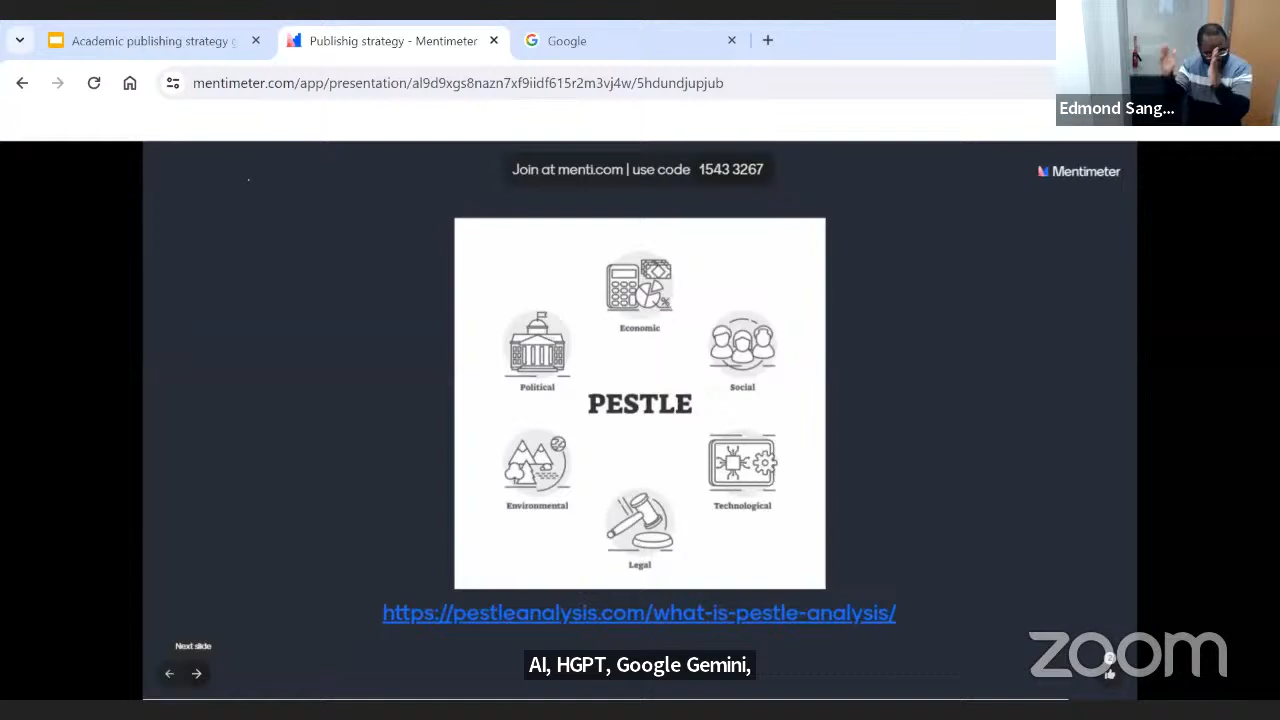 Academic publishing strategy g
Publishig strategy - Mentimeter
Google
mentimeter.com/app/presentation/al9d9xgs8nazn7xf9iidf615r2m3vj4w/5hdundjupjub
Edmond Sang...
Join at menti.com | use code 1543 3267
Mentimeter
Economic
Political
Social
PESTLE
Environmental
Technological
Legal
https://pestleanalysis.com/what-is-pestle-analysis/
Next slide
AI, HGPT, Google Gemini,
zoom
2